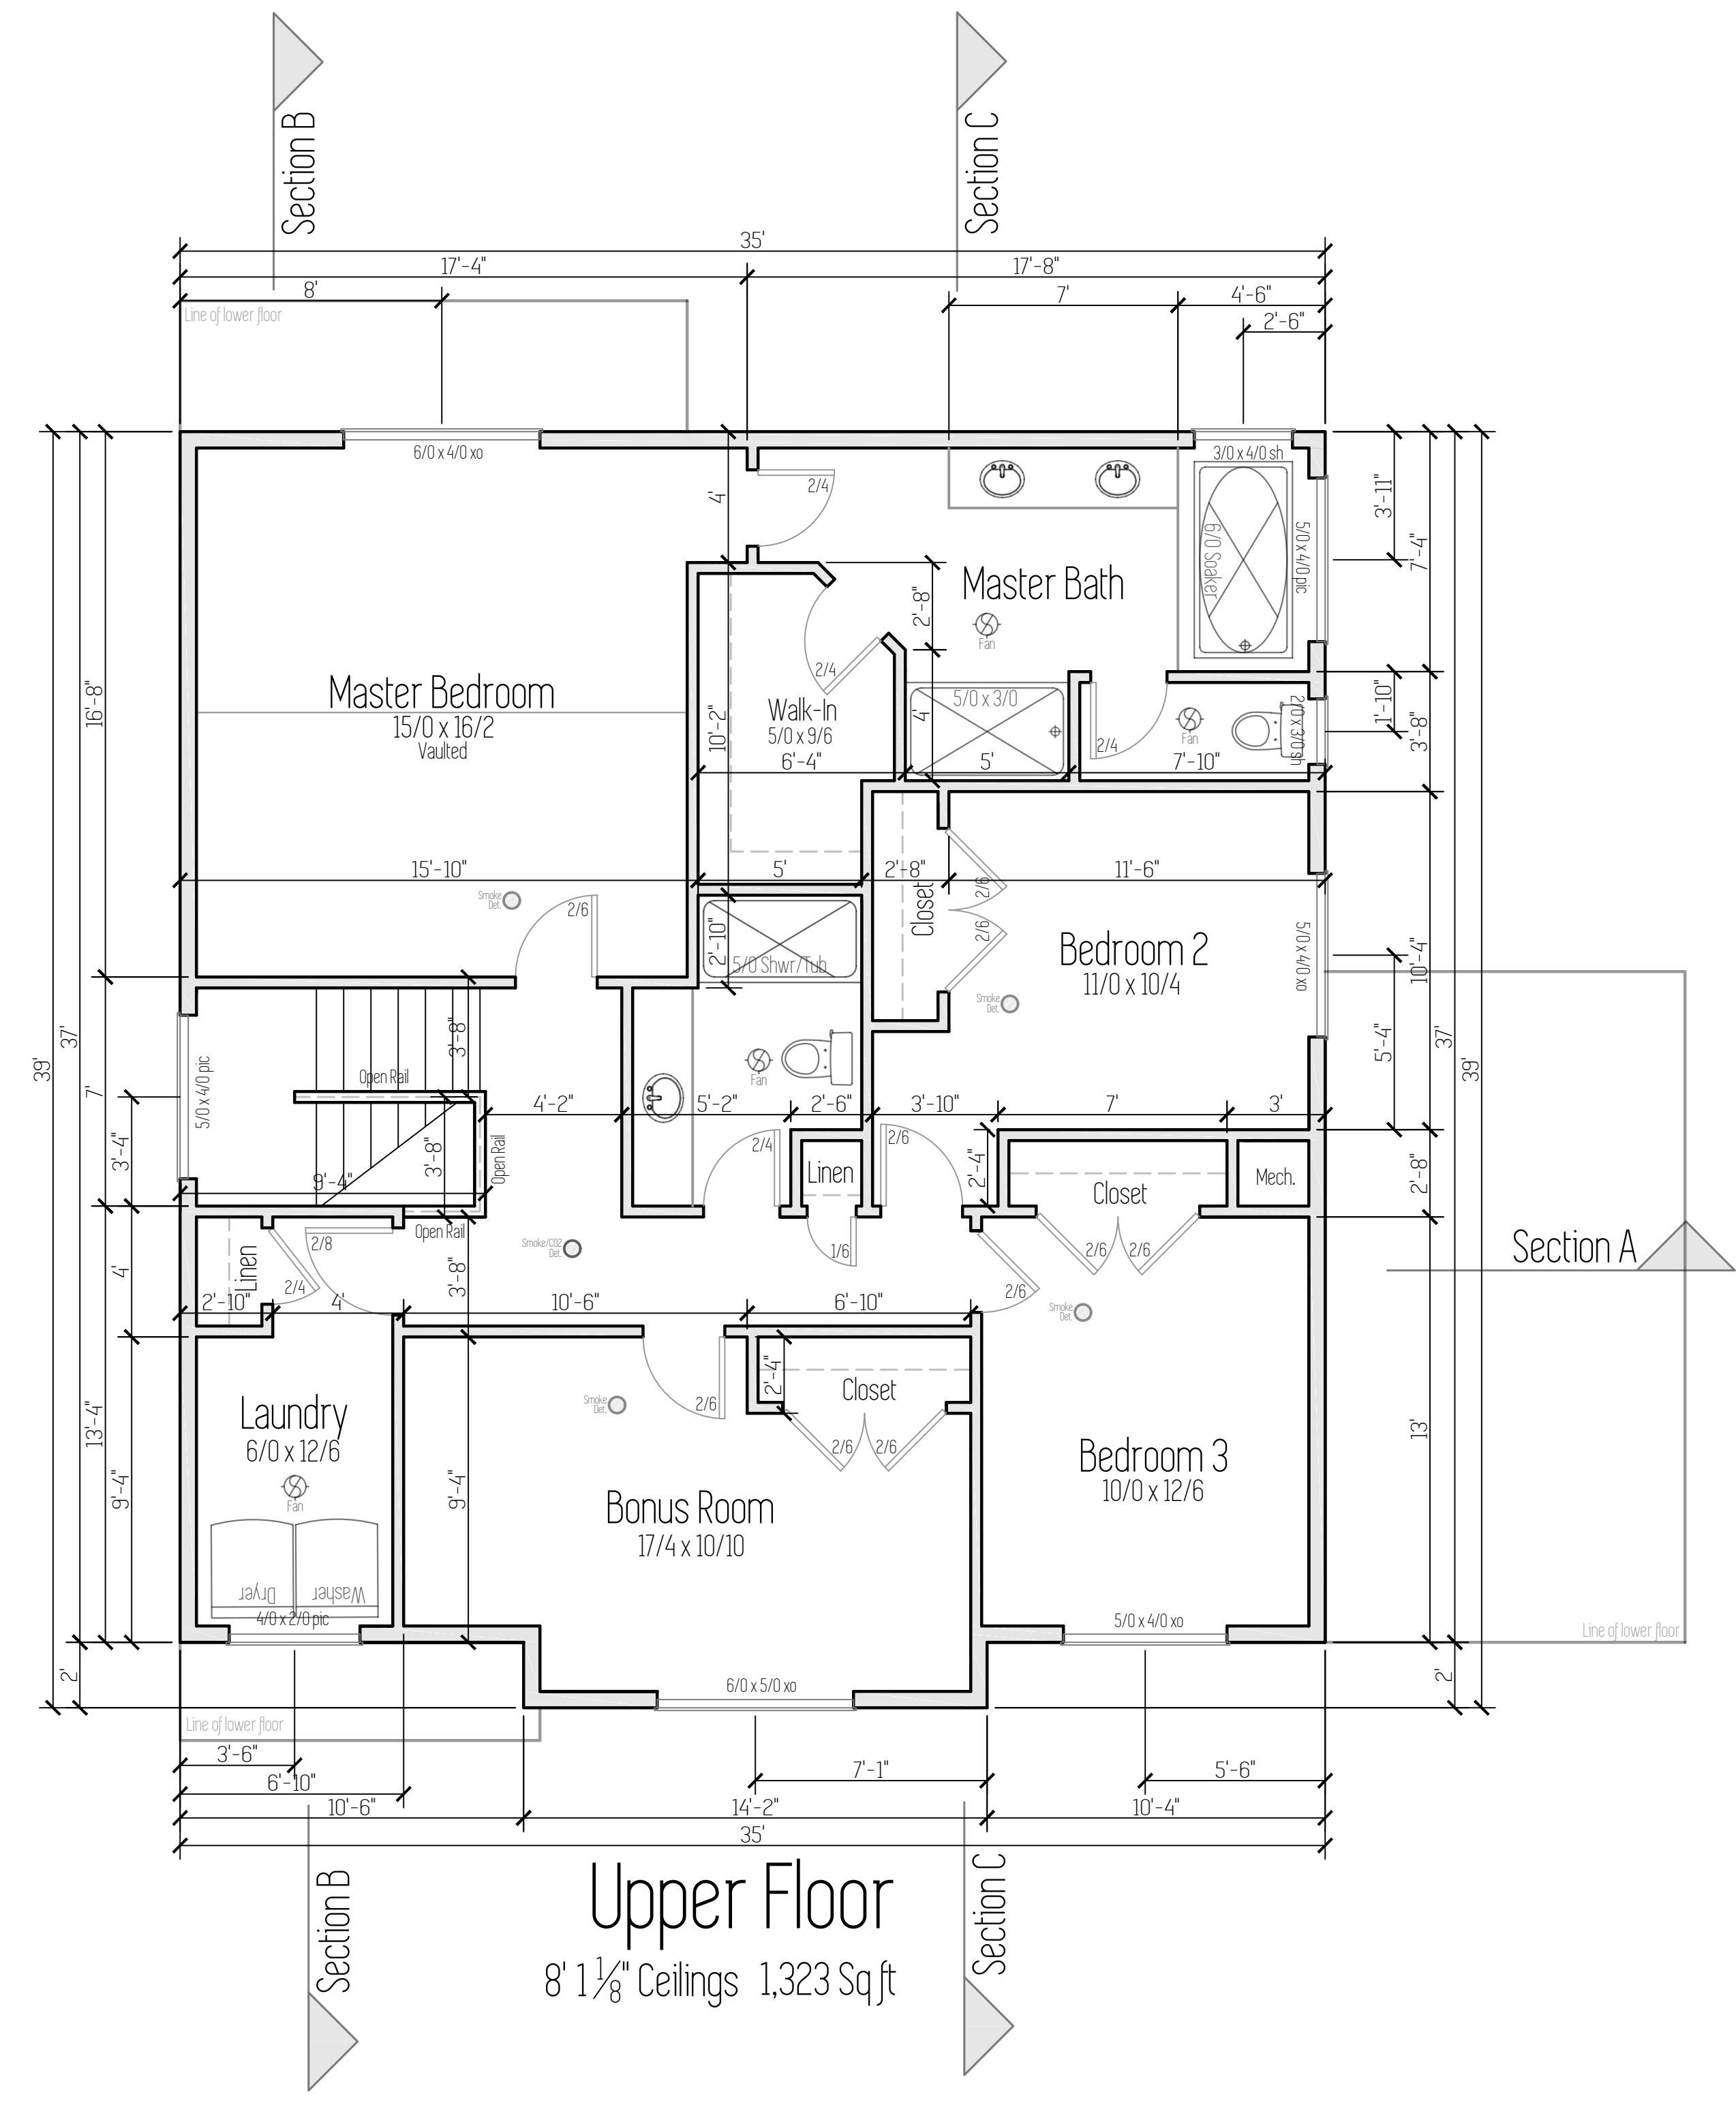 Section B
Section C
35'
17'-4"
17'-8"
8'
7'
4'-6"
2'-6"
Line of lower floor
6/0 x 4/0 xo
3/0 x 4/0 sh
2/4
4'
3'-11"
7'-4"
5/0 x 4/0 pic
6/0 Soaker
Master Bath
Fan
2'-8"
2/4
Master Bedroom
15/0 x 16/2
Vaulted
16'-8"
Walk-In
5/0 x 9/6
10'-2"
6'-4"
5/0 x 3/0
4'
5'
2/4
Fan
7'-10"
2/0 x 3/0 sh
1'-10"
3'-8"
15'-10"
5'
2'-8"
11'-6"
Smoke
Det.
2/6
2'-10"
5/0 Shwr/Tub
Closet
2/6
2/6
Bedroom 2
11/0 x 10/4
Smoke
Det.
5/0 x 4/0 xo
10'-4"
5'-4"
39'
37'
7'
3'-4"
5/0 x 4/0 pic
Open Rail
3'-8"
3'-8"
9'-4"
Open Rail
Open Rail
4'-2"
Fan
5'-2"
2'-6"
3'-10"
7'
3'
37'
39'
2/4
Linen
2/6
2'-4"
Closet
Mech.
2'-8"
Section A
1/6
2/6
2/6
2/8
Linen
2/4
Smoke/CO2
Det.
3'-8"
4'
2'-10"
4'
10'-6"
6'-10"
2/6
Smoke
Det.
13'-4"
9'-4"
Laundry
6/0 x 12/6
Fan
Dryer
Washer
4/0 x 2/0 pic
9'-4"
Smoke
Det.
2/6
2'-4"
Closet
2/6
2/6
Bonus Room
17/4 x 10/10
Bedroom 3
10/0 x 12/6
13'
5/0 x 4/0 xo
Line of lower floor
2'
6/0 x 5/0 xo
2'
Line of lower floor
3'-6"
6'-10"
7'-1"
5'-6"
10'-6"
14'-2"
10'-4"
35'
Section B
Section C
Upper Floor
8' 1 1/8" Ceilings 1,323 Sq ft